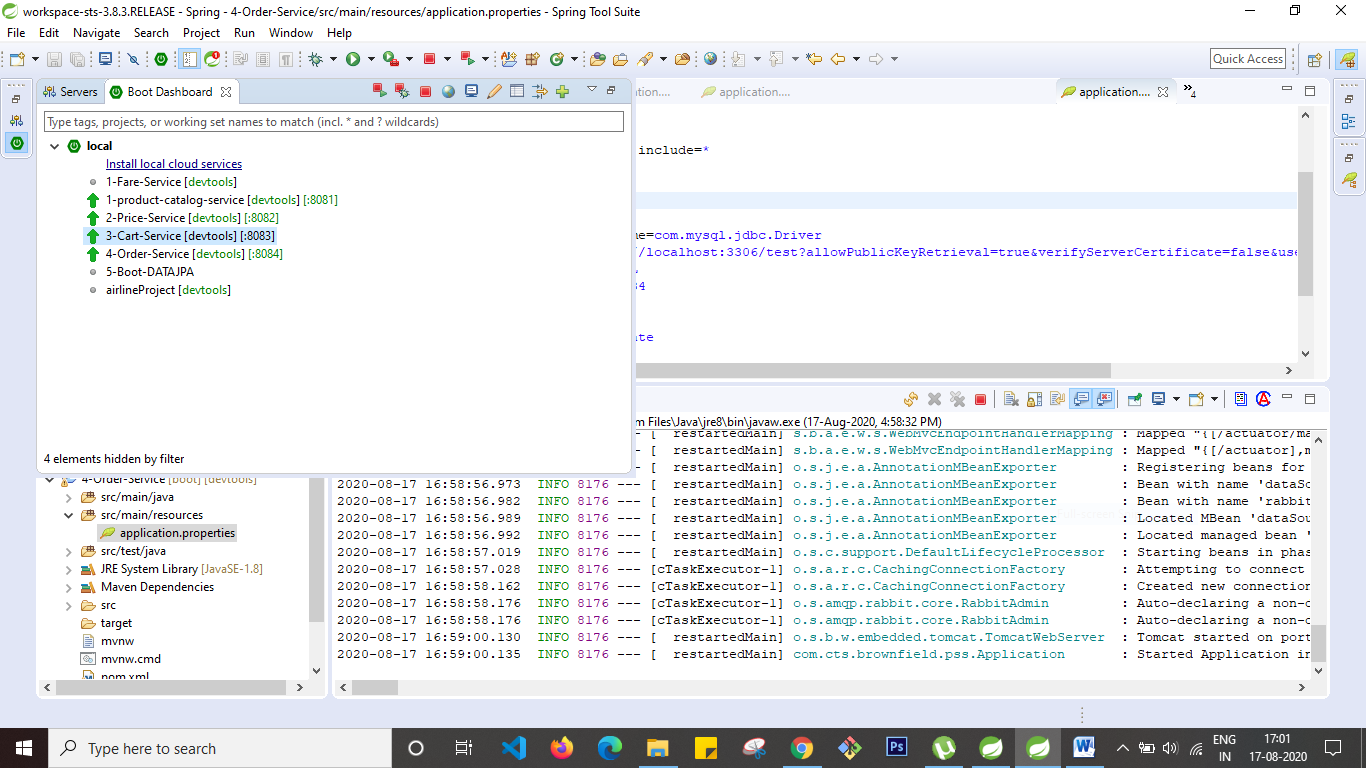 workspace-sts-3.8.3.RELEASE - Spring - 4-Order-Service/src/main/resources/application.properties - Spring Tool Suite
File Edit Navigate Search Project Run Window Help
Quick Access
Servers Boot Dashboard
application....
application....
4
Type tags, projects, or working set names to match (incl. * and ? wildcards)
local
Install local cloud services
1-Fare-Service [devtools]
1-product-catalog-service [devtools] [:8081]
2-Price-Service [devtools] [:8082]
3-Cart-Service [devtools] [:8083]
4-Order-Service [devtools] [:8084]
5-Boot-DATAJPA
airlineProject [devtools]
4 elements hidden by filter
include=*
me=com.mysql.jdbc.Driver
//localhost:3306/test?allowPublicKeyRetrieval=true&verifyServerCertificate=false&use
4-Order-Service [boot] [devtools]
src/main/java
src/main/resources
application.properties
src/test/java
JRE System Library [JavaSE-1.8]
Maven Dependencies
src
target
mvnw
mvnw.cmd
pom.xml
m Files\Java\jre8\bin\javaw.exe (17-Aug-2020, 4:58:32 PM)
--- [ restartedMain] s.b.a.e.w.s.WebMvcEndpointHandlerMapping : Mapped "{[/actuator/ma
--- [ restartedMain] s.b.a.e.w.s.WebMvcEndpointHandlerMapping : Mapped "{[/actuator],m
--- [ restartedMain] o.s.j.e.a.AnnotationMBeanExporter : Registering beans for
2020-08-17 16:58:56.973 INFO 8176 --- [ restartedMain] o.s.j.e.a.AnnotationMBeanExporter : Bean with name 'dataSo
2020-08-17 16:58:56.982 INFO 8176 --- [ restartedMain] o.s.j.e.a.AnnotationMBeanExporter : Bean with name 'rabbit
2020-08-17 16:58:56.989 INFO 8176 --- [ restartedMain] o.s.j.e.a.AnnotationMBeanExporter : Located MBean 'dataSou
2020-08-17 16:58:56.992 INFO 8176 --- [ restartedMain] o.s.j.e.a.AnnotationMBeanExporter : Located managed bean '
2020-08-17 16:58:57.019 INFO 8176 --- [ restartedMain] o.s.c.support.DefaultLifecycleProcessor : Starting beans in phas
2020-08-17 16:58:57.028 INFO 8176 --- [cTaskExecutor-1] o.s.a.r.c.CachingConnectionFactory : Attempting to connect
2020-08-17 16:58:58.162 INFO 8176 --- [cTaskExecutor-1] o.s.a.r.c.CachingConnectionFactory : Created new connection
2020-08-17 16:58:58.176 INFO 8176 --- [cTaskExecutor-1] o.s.amqp.rabbit.core.RabbitAdmin : Auto-declaring a non-d
2020-08-17 16:58:58.176 INFO 8176 --- [cTaskExecutor-1] o.s.amqp.rabbit.core.RabbitAdmin : Auto-declaring a non-d
2020-08-17 16:59:00.130 INFO 8176 --- [ restartedMain] o.s.b.w.embedded.tomcat.TomcatWebServer : Tomcat started on port
2020-08-17 16:59:00.135 INFO 8176 --- [ restartedMain] com.cts.brownfield.pss.Application : Started Application in
Type here to search
Ps
ENG
IN
17:01
17-08-2020